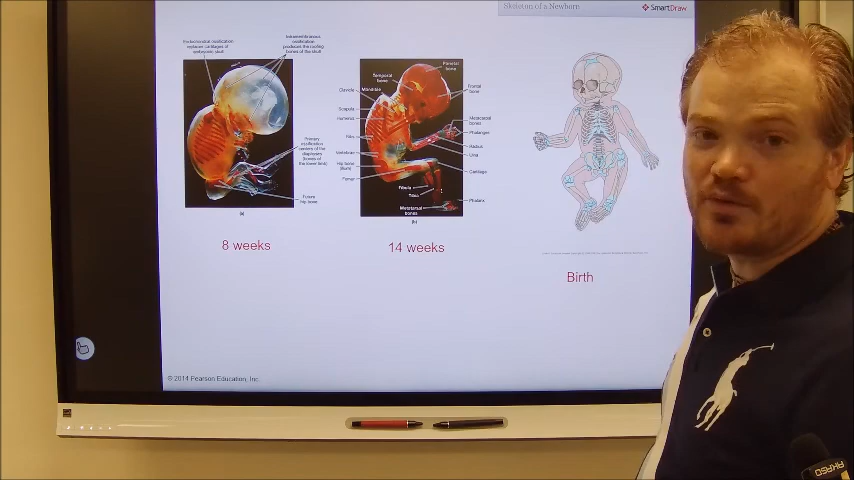 Skeleton of a Newborn
SmartDraw
Endochondral ossification
replaces cartilages of
embryonic skull
Intramembranous
ossification
produces the roofing
bones of the skull
Primary
ossification
centers of the
diaphyses
(bones of
the lower limb)
Future
hip bone
(a)
8 weeks
Parietal
bone
Temporal
bone
Frontal
bone
Clavicle
Mandible
Scapula
Humerus
Metacarpal
bones
Phalanges
Radius
Ulna
Ribs
Vertebrae
Hip bone
(ilium)
Cartilage
Femur
Fibula
Tibia
Phalanx
Metatarsal
bones
(b)
14 weeks
Birth
© 2014 Pearson Education, Inc.